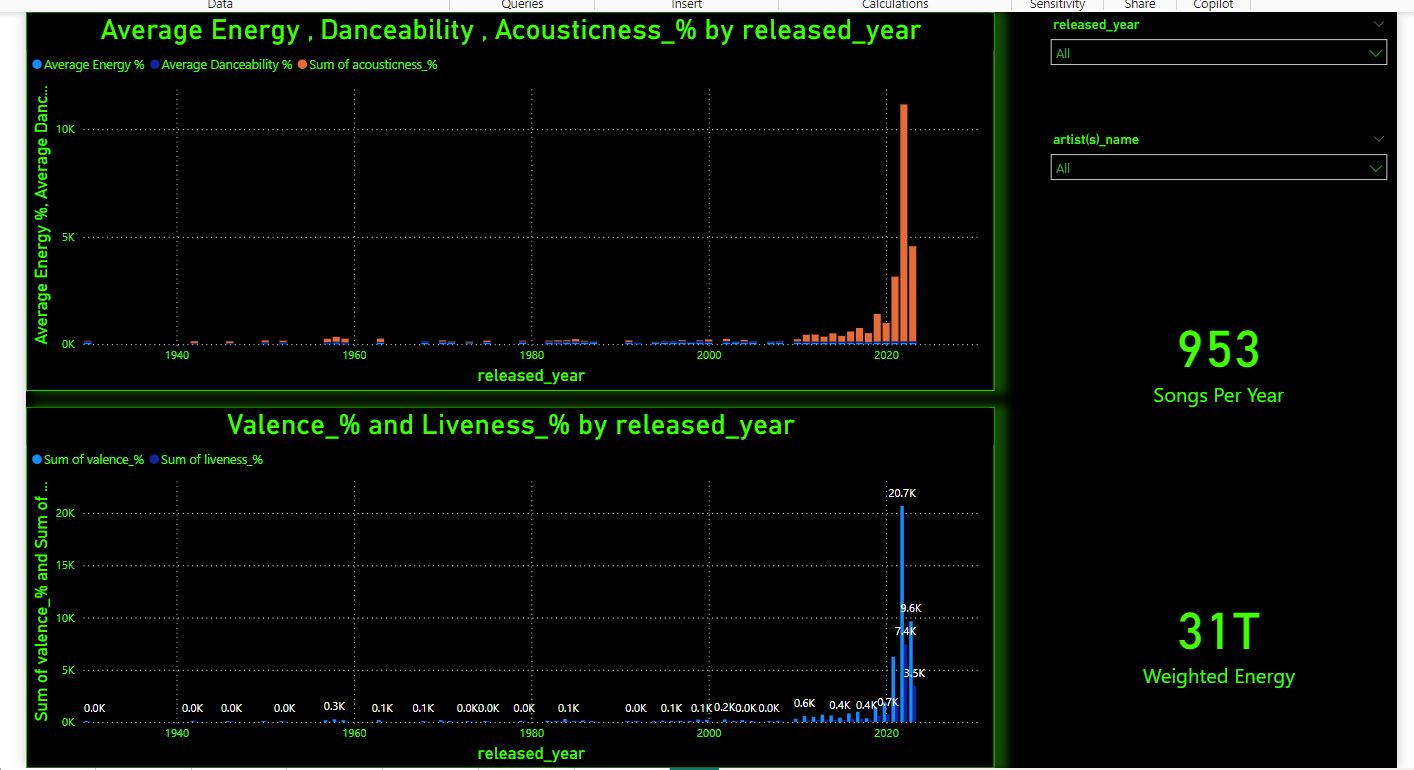 Data Queries Insert Calculations Sensitivity Share Copilot
Average Energy , Danceability , Acousticness_% by released_year
Average Energy % Average Danceability % Sum of acousticness_%
Average Energy %, Average Danc...
10K
5K
0K
1940 1960 1980 2000 2020
released_year
Valence_% and Liveness_% by released_year
Sum of valence_% Sum of liveness_%
Sum of valence_% and Sum of ...
20K
15K
10K
5K
0K
20.7K
9.6K
7.4K
3.5K
0.0K 0.0K 0.0K 0.0K 0.3K 0.1K 0.1K 0.0K 0.0K 0.0K 0.1K 0.0K 0.1K 0.1K 0.2K 0.0K 0.0K 0.6K 0.4K 0.4K 0.7K
1940 1960 1980 2000 2020
released_year
released_year
All
artist(s)_name
All
953
Songs Per Year
31T
Weighted Energy